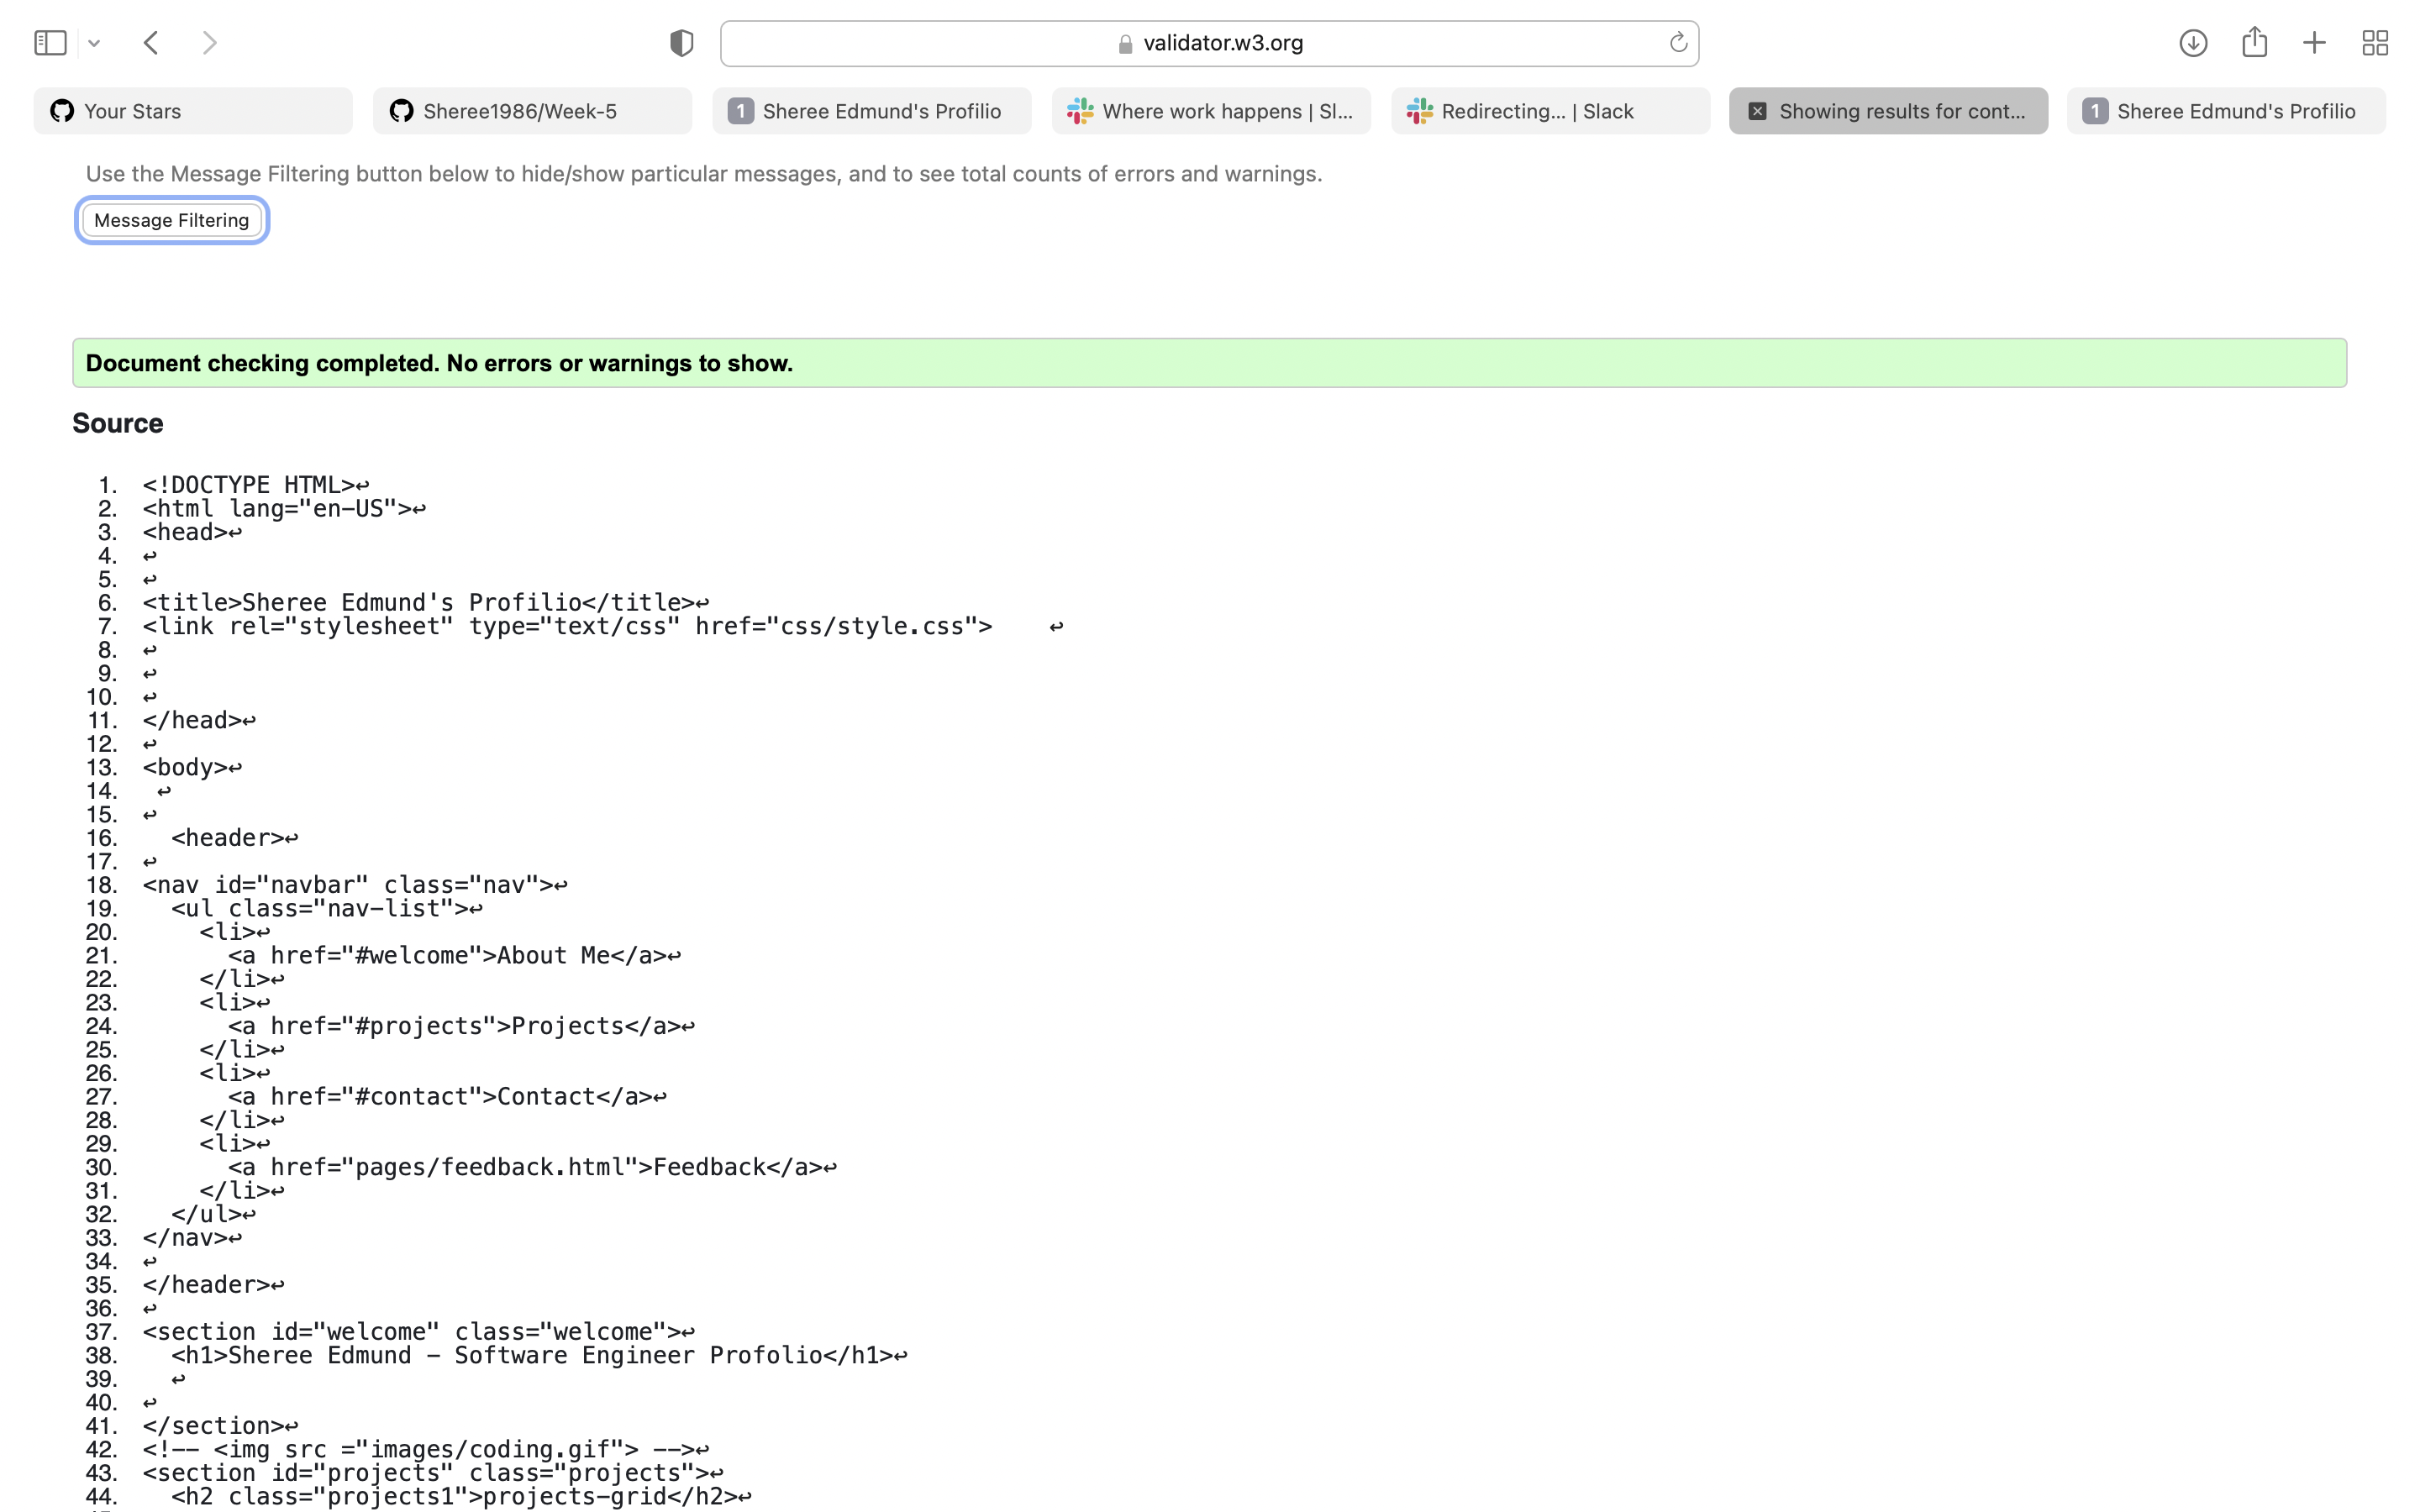 validator.w3.org
Your Stars
Sheree1986/Week-5
1 Sheree Edmund's Profilio
Where work happens | Sl...
Redirecting... | Slack
Showing results for cont...
1 Sheree Edmund's Profilio
Use the Message Filtering button below to hide/show particular messages, and to see total counts of errors and warnings.
Message Filtering
Document checking completed. No errors or warnings to show.
Source
1. <!DOCTYPE HTML>↩
2. <html lang="en-US">↩
3. <head>↩
4. ↩
5. ↩
6. <title>Sheree Edmund's Profilio</title>↩
7. <link rel="stylesheet" type="text/css" href="css/style.css">    ↩
8. ↩
9. ↩
10. ↩
11. </head>↩
12. ↩
13. <body>↩
14.  ↩
15. ↩
16.   <header>↩
17. ↩
18. <nav id="navbar" class="nav">↩
19.   <ul class="nav-list">↩
20.     <li>↩
21.       <a href="#welcome">About Me</a>↩
22.     </li>↩
23.     <li>↩
24.       <a href="#projects">Projects</a>↩
25.     </li>↩
26.     <li>↩
27.       <a href="#contact">Contact</a>↩
28.     </li>↩
29.     <li>↩
30.       <a href="pages/feedback.html">Feedback</a>↩
31.     </li>↩
32.   </ul>↩
33. </nav>↩
34. ↩
35. </header>↩
36. ↩
37. <section id="welcome" class="welcome">↩
38.   <h1>Sheree Edmund – Software Engineer Profolio</h1>↩
39.   ↩
40. ↩
41. </section>↩
42. <!-- <img src ="images/coding.gif"> -->↩
43. <section id="projects" class="projects">↩
44.   <h2 class="projects1">projects-grid</h2>↩